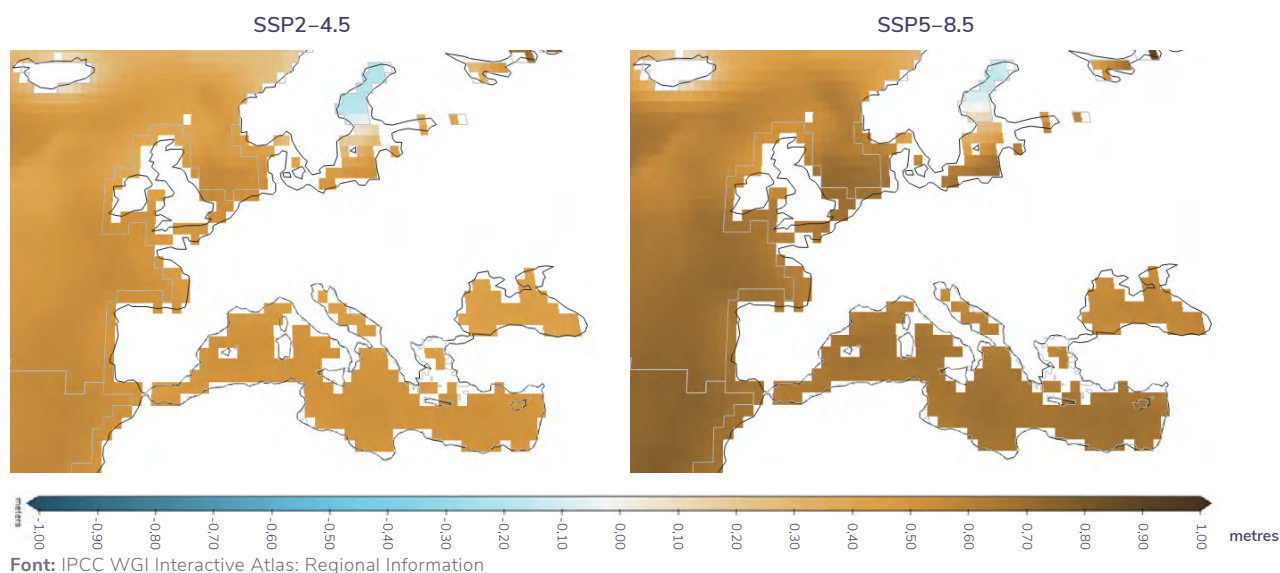 SSP2–4.5
SSP5–8.5
meters
-1.00 -0.90 -0.80 -0.70 -0.60 -0.50 -0.40 -0.30 -0.20 -0.10 0.00 0.10 0.20 0.30 0.40 0.50 0.60 0.70 0.80 0.90 1.00
metres
Font: IPCC WGI Interactive Atlas: Regional Information